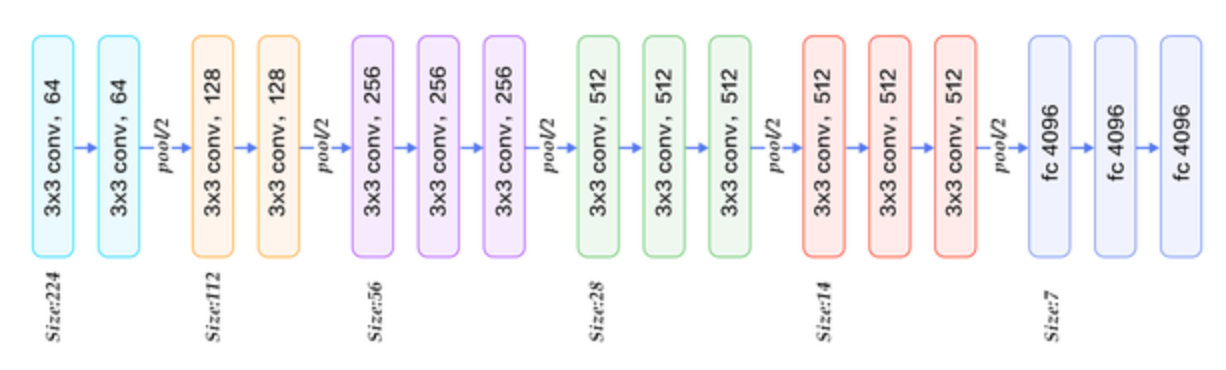 3x3 conv, 64
3x3 conv, 64
pool/2
3x3 conv, 128
3x3 conv, 128
pool/2
3x3 conv, 256
3x3 conv, 256
3x3 conv, 256
pool/2
3x3 conv, 512
3x3 conv, 512
3x3 conv, 512
pool/2
3x3 conv, 512
3x3 conv, 512
3x3 conv, 512
pool/2
fc 4096
fc 4096
fc 4096
Size:224
Size:112
Size:56
Size:28
Size:14
Size:7